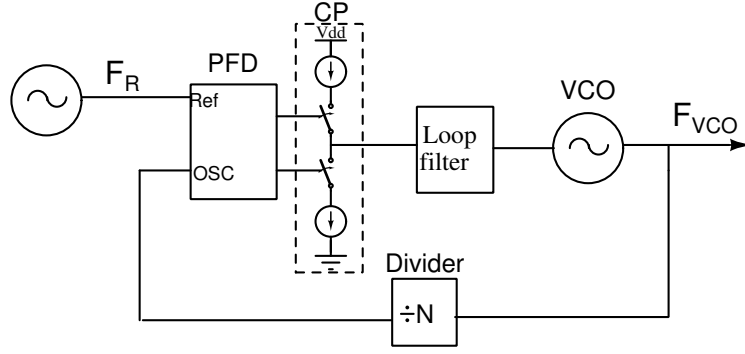 CP
Vdd
PFD
F_R
Ref
OSC
Loop
filter
VCO
F_VCO
Divider
÷N